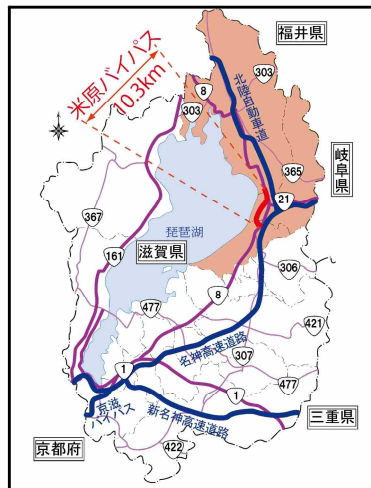 福井県
米原バイパス
10.3km
303
8
北陸自動車道
303
365
岐阜県
21
367
琵琶湖
161
滋賀県
306
8
477
421
名神高速道路
307
1
477
1
京滋
バイパス
新名神高速道路
三重県
京都府
422